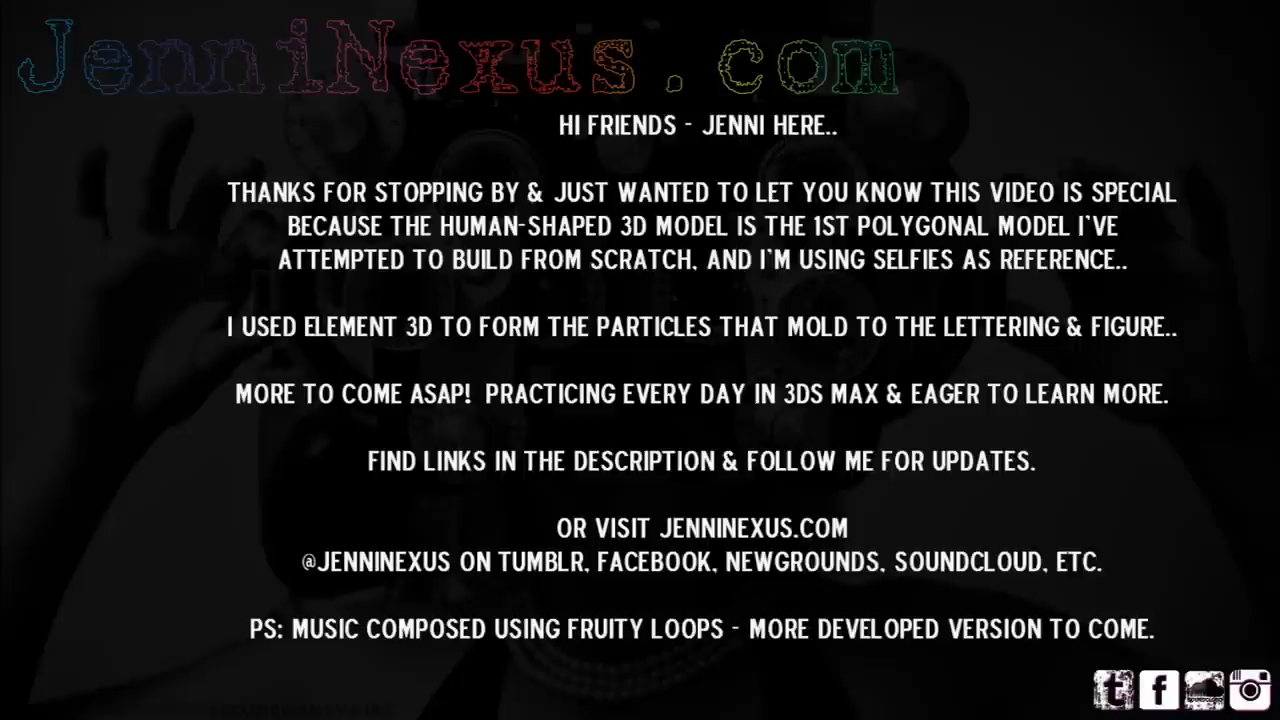 JenniNexus.com
HI FRIENDS - JENNI HERE..
THANKS FOR STOPPING BY & JUST WANTED TO LET YOU KNOW THIS VIDEO IS SPECIAL
BECAUSE THE HUMAN-SHAPED 3D MODEL IS THE 1ST POLYGONAL MODEL I'VE
ATTEMPTED TO BUILD FROM SCRATCH, AND I'M USING SELFIES AS REFERENCE..
I USED ELEMENT 3D TO FORM THE PARTICLES THAT MOLD TO THE LETTERING & FIGURE..
MORE TO COME ASAP! PRACTICING EVERY DAY IN 3DS MAX & EAGER TO LEARN MORE.
FIND LINKS IN THE DESCRIPTION & FOLLOW ME FOR UPDATES.
OR VISIT JENNINEXUS.COM
@JENNINEXUS ON TUMBLR, FACEBOOK, NEWGROUNDS, SOUNDCLOUD, ETC.
PS: MUSIC COMPOSED USING FRUITY LOOPS - MORE DEVELOPED VERSION TO COME.
t f